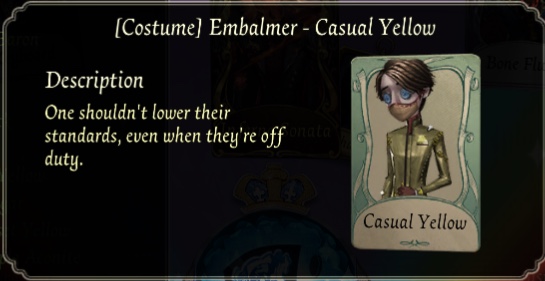 [Costume] Embalmer - Casual Yellow
Description
One shouldn't lower their
standards, even when they're off
duty.
Casual Yellow